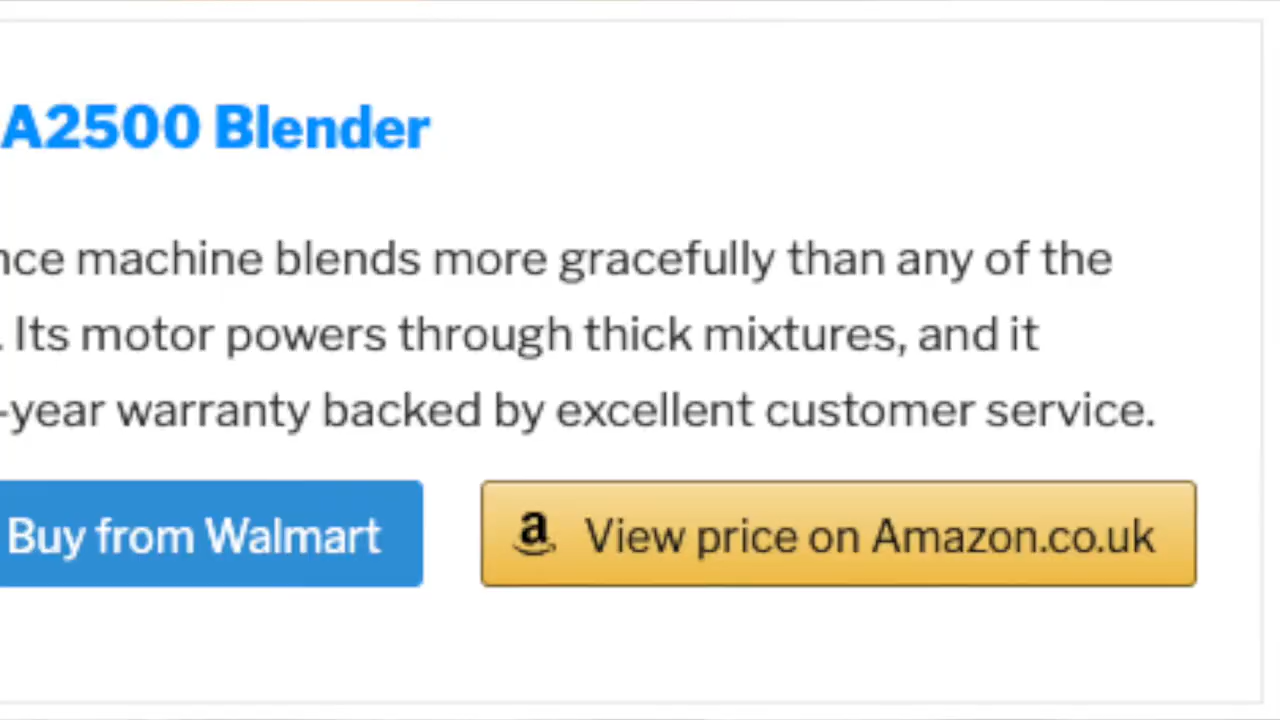 A2500 Blender
nce machine blends more gracefully than any of the
. Its motor powers through thick mixtures, and it
-year warranty backed by excellent customer service.
Buy from Walmart
a View price on Amazon.co.uk